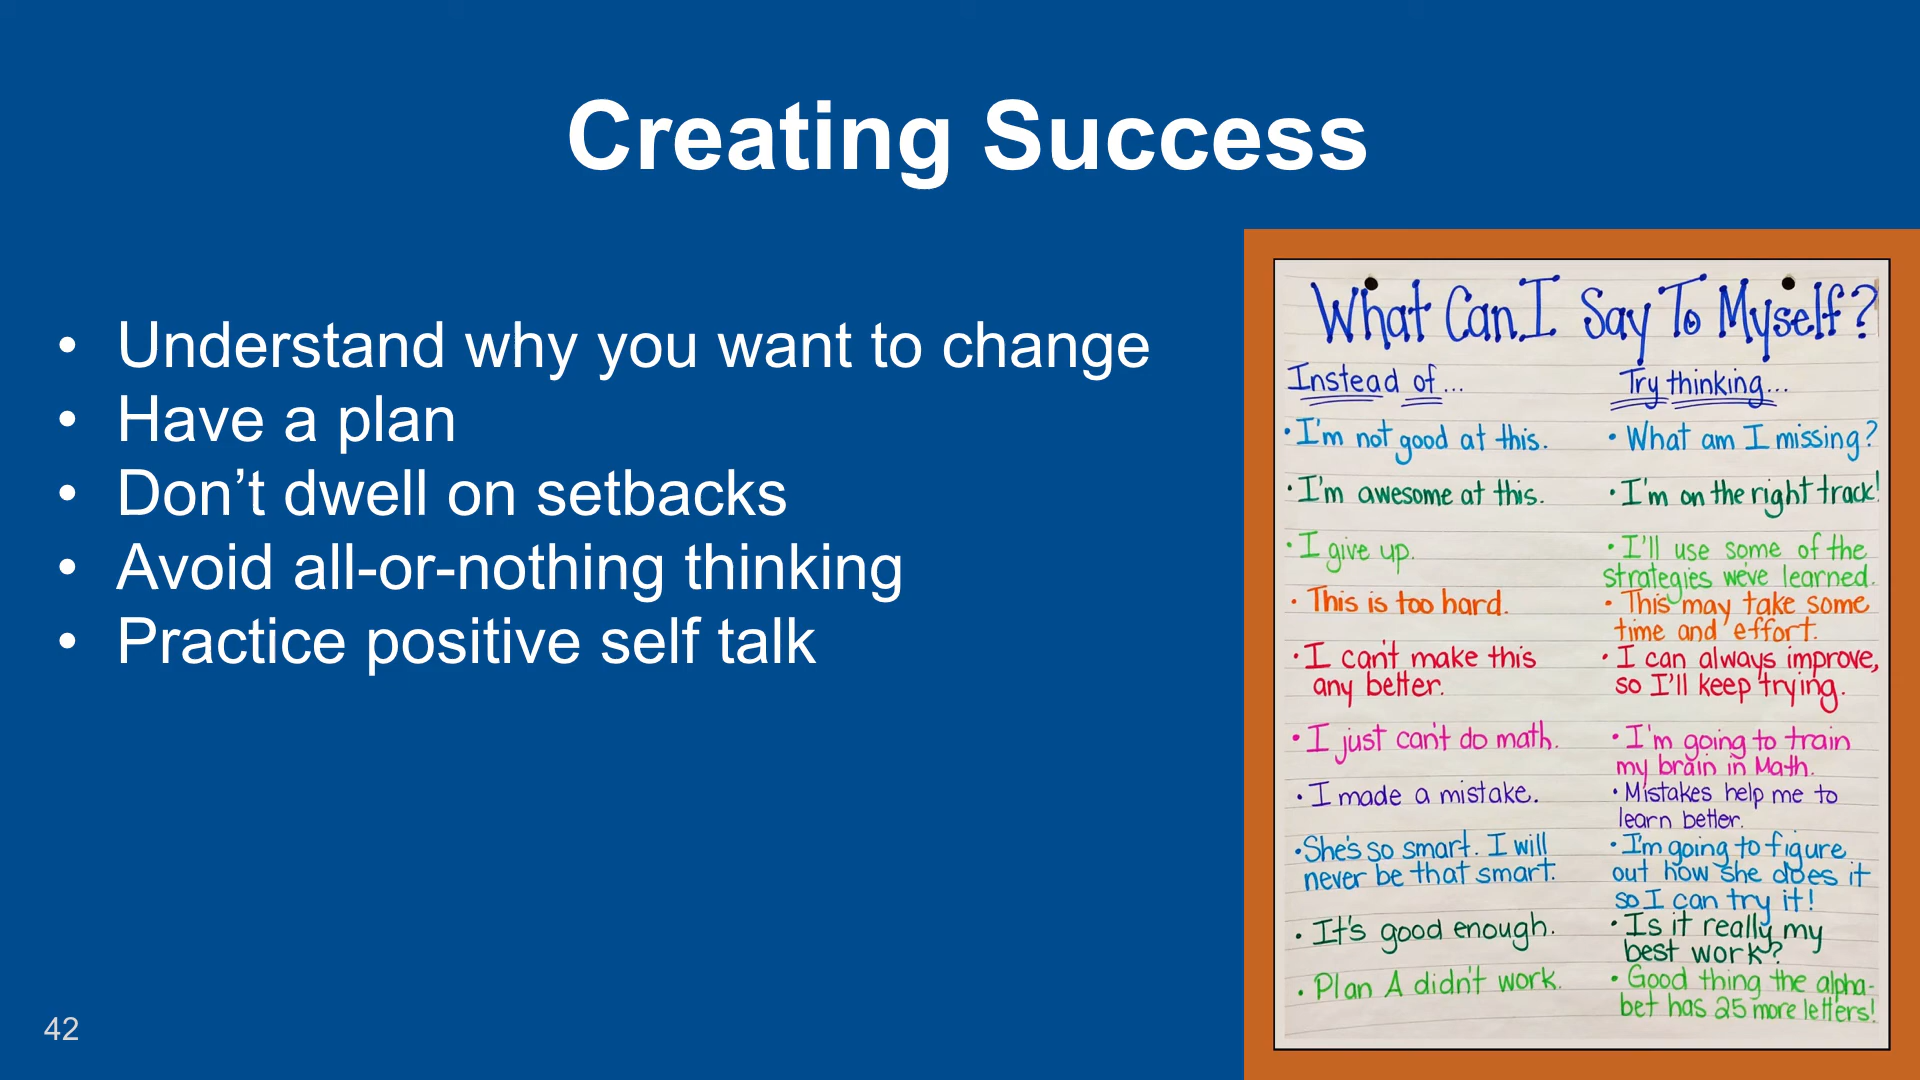 Creating Success
• Understand why you want to change
• Have a plan
• Don’t dwell on setbacks
• Avoid all-or-nothing thinking
• Practice positive self talk
What Can I Say To Myself?
Instead of...
Try thinking...
• I'm not good at this.
• What am I missing?
• I'm awesome at this.
• I'm on the right track!
• I give up.
• I'll use some of the
strategies we've learned.
• This is too hard.
• This may take some
time and effort.
• I can't make this
any better.
• I can always improve,
so I'll keep trying.
• I just can't do math.
• I'm going to train
my brain in Math.
• I made a mistake.
• Mistakes help me to
learn better.
• She's so smart. I will
never be that smart.
• I'm going to figure
out how she does it
so I can try it!
• It's good enough.
• Is it really my
best work?
• Plan A didn't work.
• Good thing the alpha-
bet has 25 more letters!
42